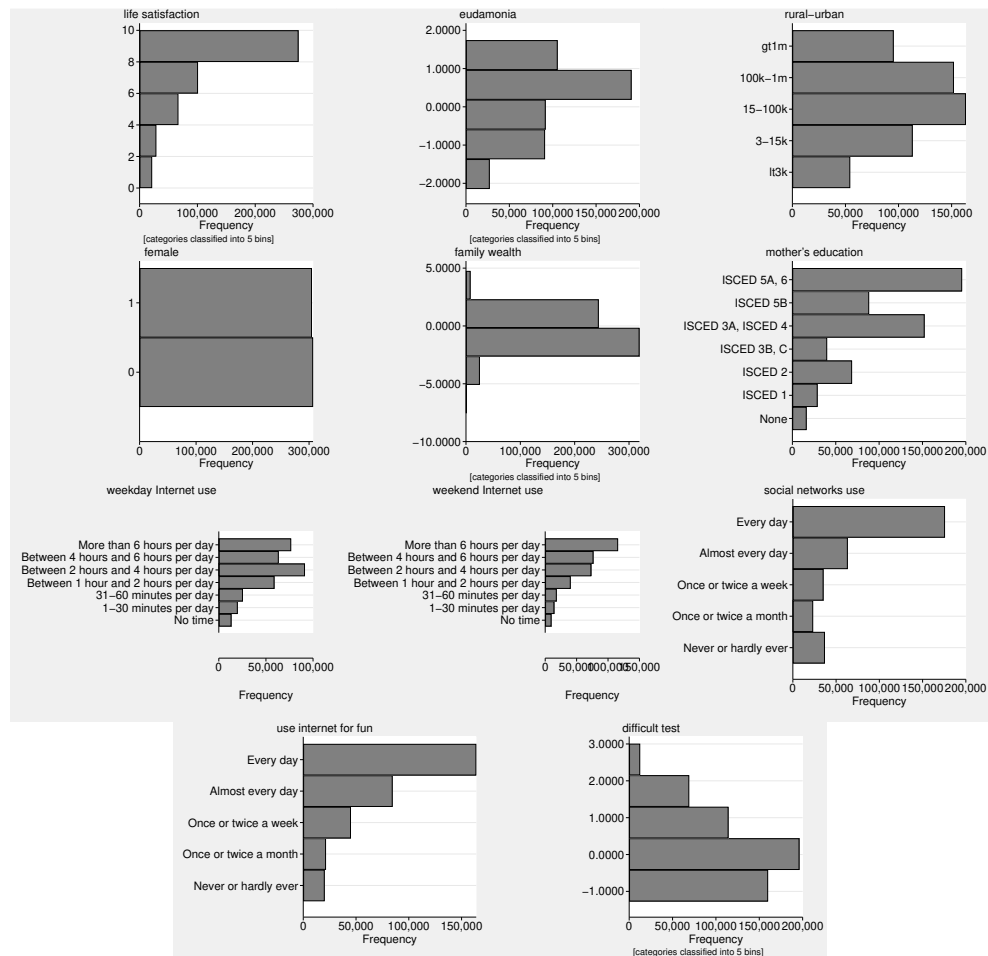 life satisfaction
10
8
6
4
2
0
0 100,000 200,000 300,000
Frequency
[categories classified into 5 bins]
eudamonia
2.0000
1.0000
0.0000
−1.0000
−2.0000
0 50,000 100,000 150,000 200,000
Frequency
[categories classified into 5 bins]
rural−urban
gt1m
100k−1m
15−100k
3−15k
lt3k
0 50,000 100,000 150,000
Frequency
female
1
0
0 100,000 200,000 300,000
Frequency
family wealth
5.0000
0.0000
−5.0000
−10.0000
0 100,000 200,000 300,000
Frequency
[categories classified into 5 bins]
mother's education
ISCED 5A, 6
ISCED 5B
ISCED 3A, ISCED 4
ISCED 3B, C
ISCED 2
ISCED 1
None
0 50,000 100,000 150,000 200,000
Frequency
weekday Internet use
More than 6 hours per day
Between 4 hours and 6 hours per day
Between 2 hours and 4 hours per day
Between 1 hour and 2 hours per day
31−60 minutes per day
1−30 minutes per day
No time
0 50,000 100,000
Frequency
weekend Internet use
More than 6 hours per day
Between 4 hours and 6 hours per day
Between 2 hours and 4 hours per day
Between 1 hour and 2 hours per day
31−60 minutes per day
1−30 minutes per day
No time
0 50,000 100,000 150,000
Frequency
social networks use
Every day
Almost every day
Once or twice a week
Once or twice a month
Never or hardly ever
0 50,000 100,000 150,000 200,000
Frequency
use internet for fun
Every day
Almost every day
Once or twice a week
Once or twice a month
Never or hardly ever
0 50,000 100,000 150,000
Frequency
difficult test
3.0000
2.0000
1.0000
0.0000
−1.0000
0 50,000 100,000 150,000 200,000
Frequency
[categories classified into 5 bins]